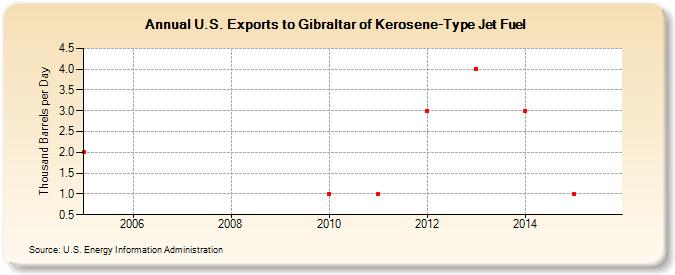 Annual U.S. Exports to Gibraltar of Kerosene-Type Jet Fuel
Thousand Barrels per Day
4.5
4.0
3.5
3.0
2.5
2.0
1.5
1.0
0.5
2006 2008 2010 2012 2014
Source: U.S. Energy Information Administration